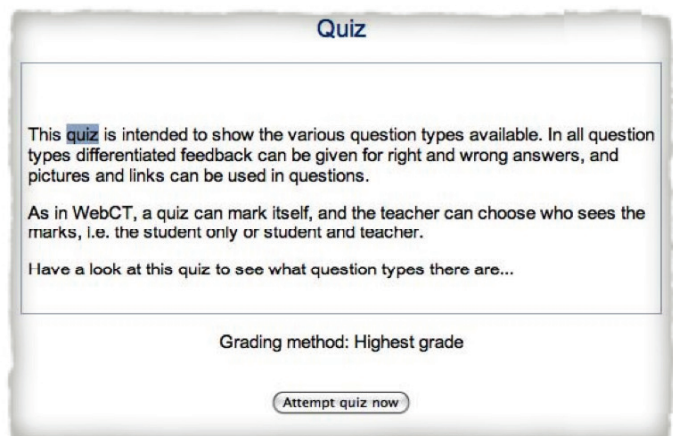 Quiz
This quiz is intended to show the various question types available. In all question
types differentiated feedback can be given for right and wrong answers, and
pictures and links can be used in questions.
As in WebCT, a quiz can mark itself, and the teacher can choose who sees the
marks, i.e. the student only or student and teacher.
Have a look at this quiz to see what question types there are...
Grading method: Highest grade
Attempt quiz now